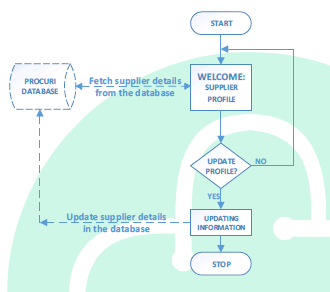 START
PROCURI
DATABASE
Fetch supplier details
from the database
WELCOME:
SUPPLIER
PROFILE
UPDATE
PROFILE?
NO
YES
Update supplier details
in the database
UPDATING
INFORMATION
STOP